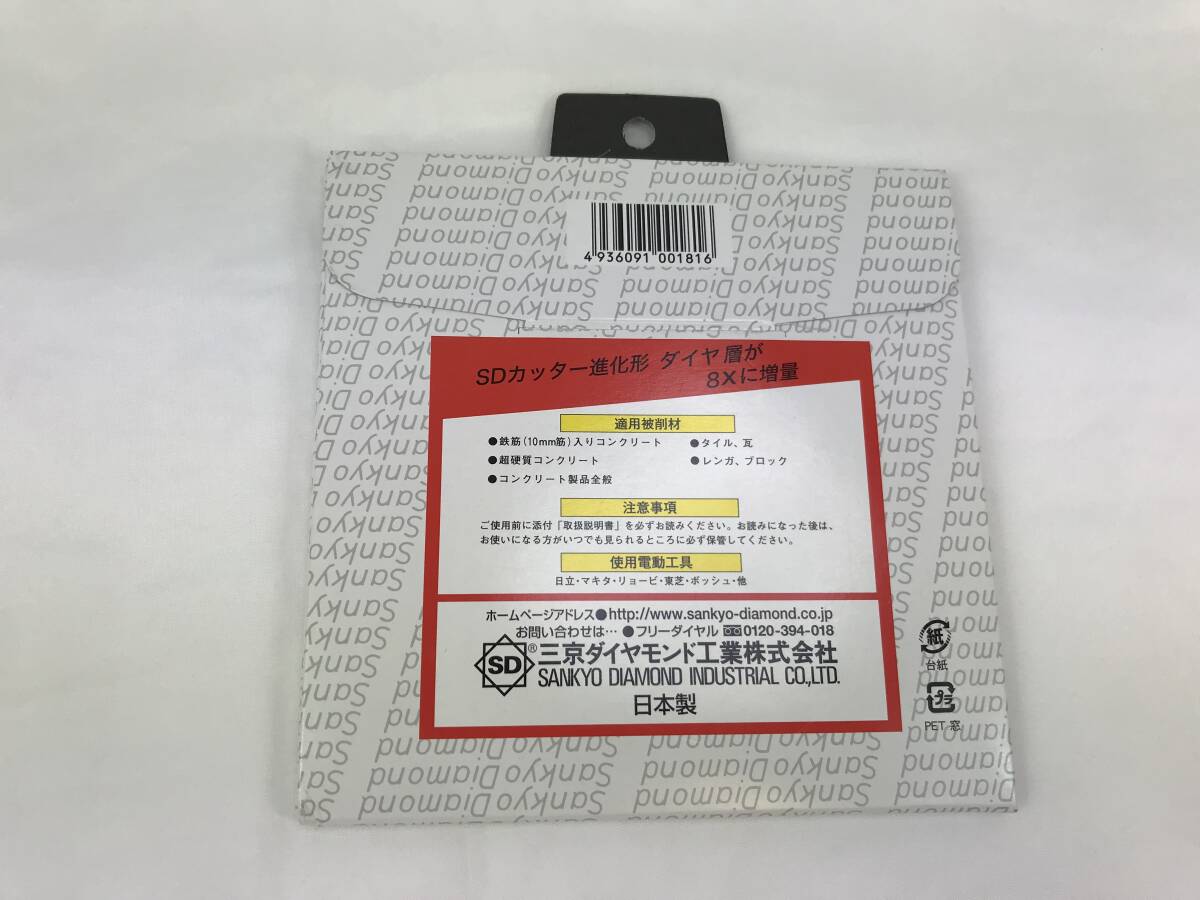 4 936091 001816
SDカッター進化形 ダイヤ層が
8Xに増量
適用被削材
●鉄筋(10mm筋)入りコンクリート ●タイル、瓦
●超硬質コンクリート ●レンガ、ブロック
●コンクリート製品全般
注意事項
ご使用前に添付「取扱説明書」を必ずお読みください。お読みになった後は、
お使いになる方がいつでも見られるところに必ず保管してください。
使用電動工具
日立・マキタ・リョービ・東芝・ボッシュ・他
ホームページアドレス●http://www.sankyo-diamond.co.jp
お問い合わせは…●フリーダイヤル 0120-394-018
SD® 三京ダイヤモンド工業株式会社
SANKYO DIAMOND INDUSTRIAL CO.,LTD.
日本製
紙
台紙
プラ
PET 窓
Sankyo Diamond